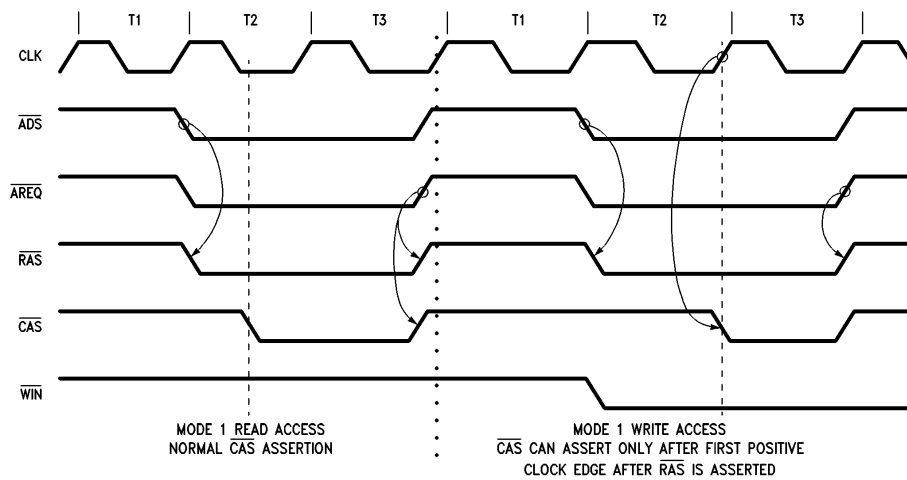 T1 T2 T3 T1 T2 T3
CLK
ADS
AREQ
RAS
CAS
WIN
MODE 1 READ ACCESS
NORMAL CAS ASSERTION
MODE 1 WRITE ACCESS
CAS CAN ASSERT ONLY AFTER FIRST POSITIVE
CLOCK EDGE AFTER RAS IS ASSERTED